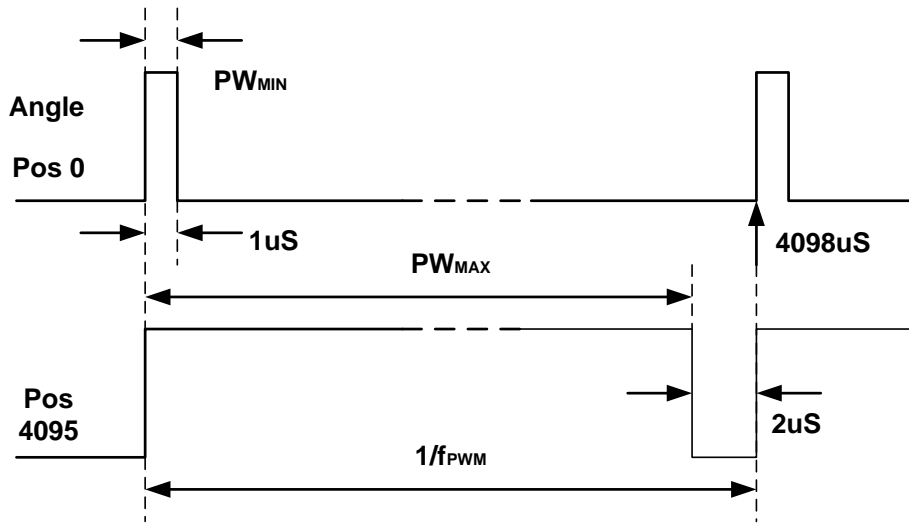 PWMIN
Angle
Pos 0
1uS
4098uS
PWMAX
Pos
4095
2uS
1/fPWM